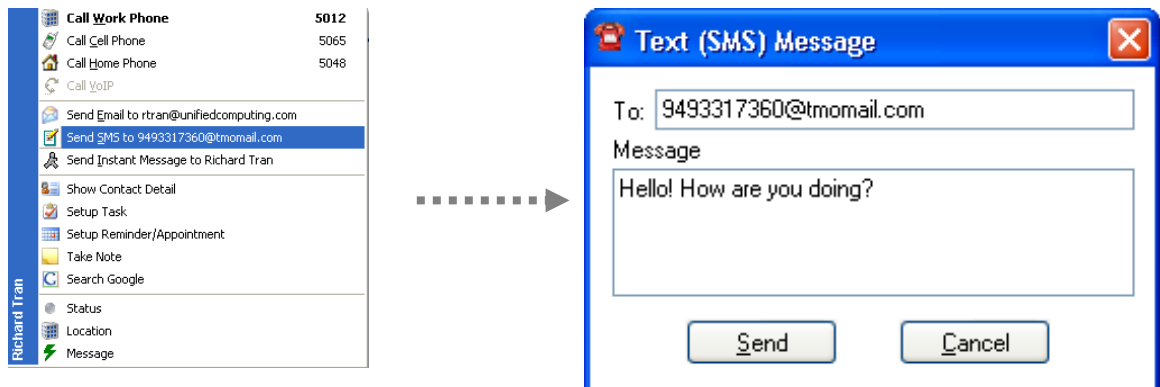 Call Work Phone 5012
Call Cell Phone 5065
Call Home Phone 5048
Call VoIP
Send Email to rtran@unifiedcomputing.com
Send SMS to 9493317360@tmomail.com
Send Instant Message to Richard Tran
Show Contact Detail
Setup Task
Setup Reminder/Appointment
Take Note
Search Google
Status
Location
Message
Richard Tran
Text (SMS) Message
To: 9493317360@tmomail.com
Message
Hello! How are you doing?
Send Cancel